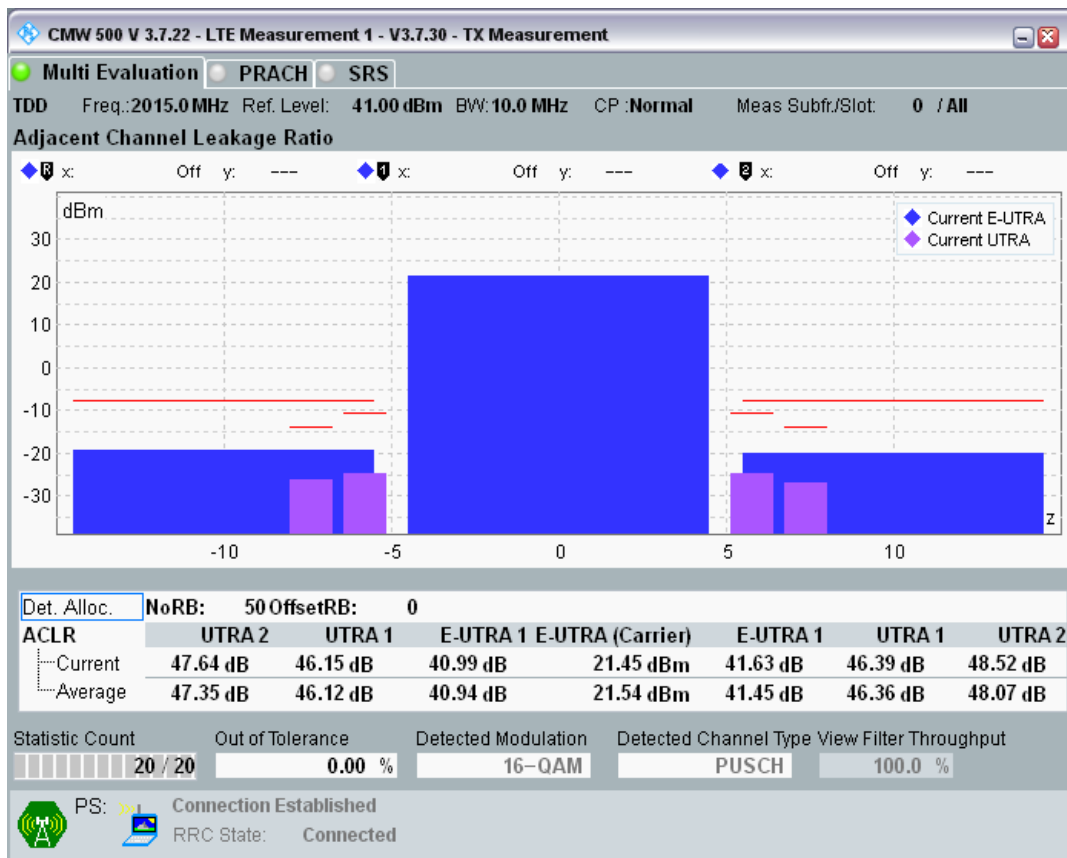 CMW 500 V 3.7.22 - LTE Measurement 1 - V3.7.30 - TX Measurement
Multi Evaluation PRACH SRS
TDD Freq.:2015.0 MHz Ref. Level: 41.00 dBm BW:10.0 MHz CP :Normal Meas Subfr./Slot: 0 / All
Adjacent Channel Leakage Ratio
R x: Off y: --- 1 x: Off y: --- 2 x: Off y: ---
dBm
Current E-UTRA
Current UTRA
30
20
10
0
-10
-20
-30
z
-10 -5 0 5 10
Det. Alloc. NoRB: 50 OffsetRB: 0
ACLR UTRA 2 UTRA 1 E-UTRA 1 E-UTRA (Carrier) E-UTRA 1 UTRA 1 UTRA 2
Current 47.64 dB 46.15 dB 40.99 dB 21.45 dBm 41.63 dB 46.39 dB 48.52 dB
Average 47.35 dB 46.12 dB 40.94 dB 21.54 dBm 41.45 dB 46.36 dB 48.07 dB
Statistic Count Out of Tolerance Detected Modulation Detected Channel Type View Filter Throughput
20 / 20 0.00 % 16-QAM PUSCH 100.0 %
PS: Connection Established
RRC State: Connected